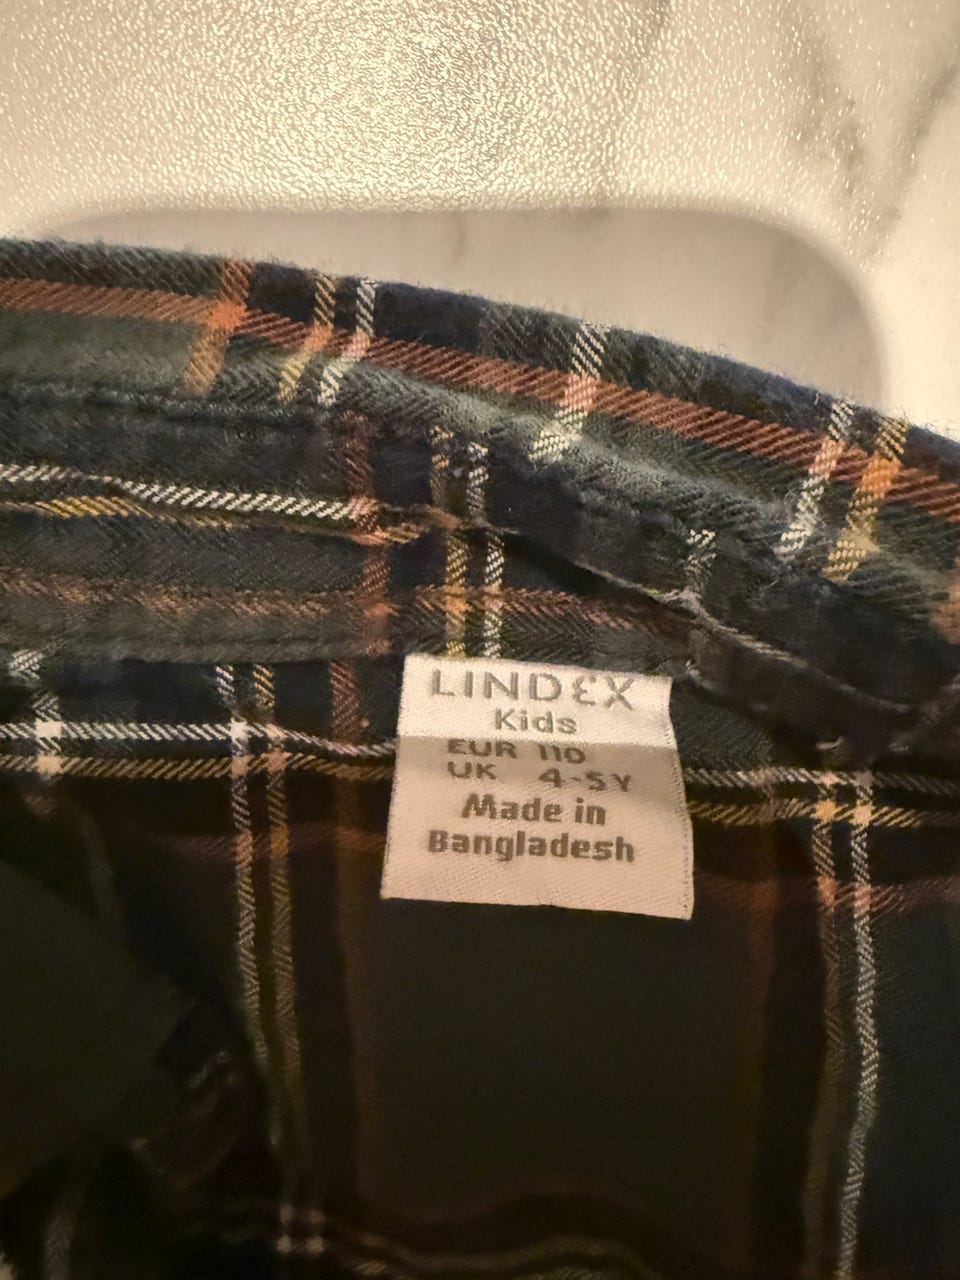 LINDEX
Kids
EUR 110
UK 4-5Y
Made in
Bangladesh